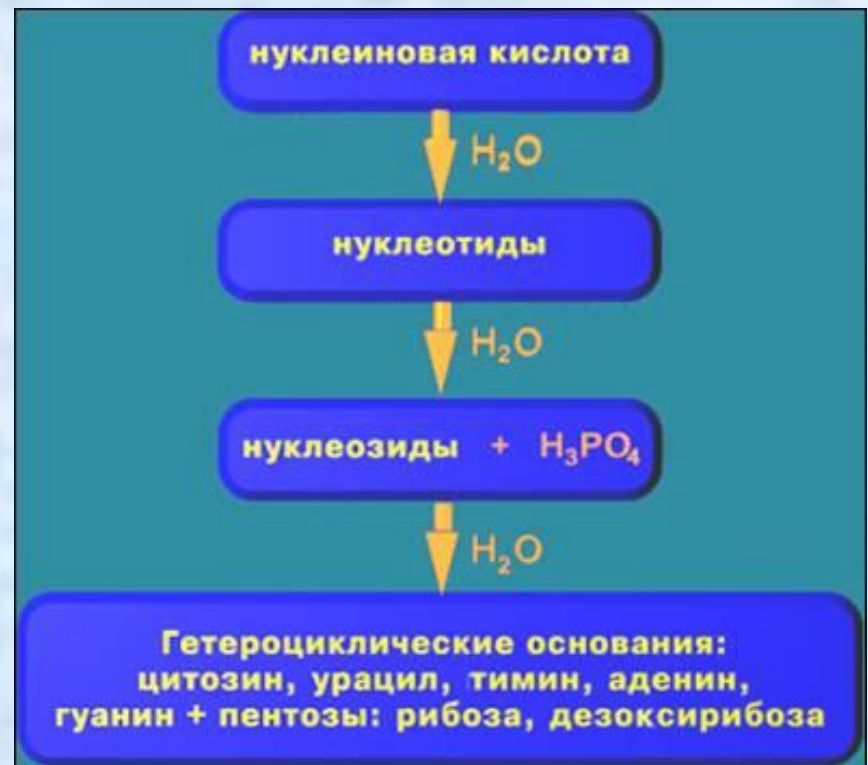 нуклеиновая кислота
H₂O
нуклеотиды
H₂O
нуклеозиды + H₃PO₄
H₂O
Гетероциклические основания:
цитозин, урацил, тимин, аденин,
гуанин + пентозы: рибоза, дезоксирибоза